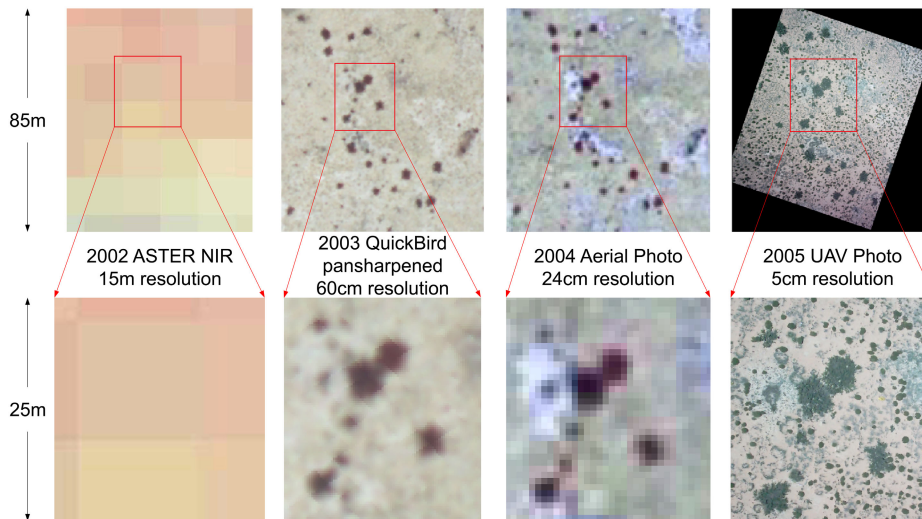 85m
2002 ASTER NIR
15m resolution
2003 QuickBird
pansharpened
60cm resolution
2004 Aerial Photo
24cm resolution
2005 UAV Photo
5cm resolution
25m